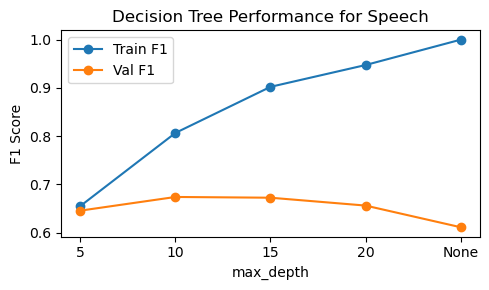 Decision Tree Performance for Speech
Train F1
Val F1
F1 Score
1.0
0.9
0.8
0.7
0.6
5 10 15 20 None
max_depth